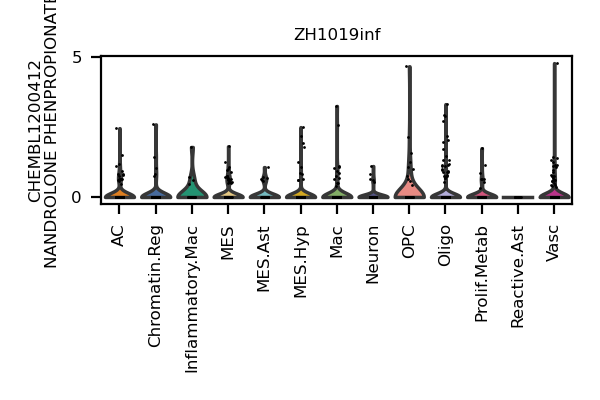 ZH1019inf
CHEMBL1200412
NANDROLONE PHENPROPIONATE
5
0
AC
Chromatin.Reg
Inflammatory.Mac
MES
MES.Ast
MES.Hyp
Mac
Neuron
OPC
Oligo
Prolif.Metab
Reactive.Ast
Vasc